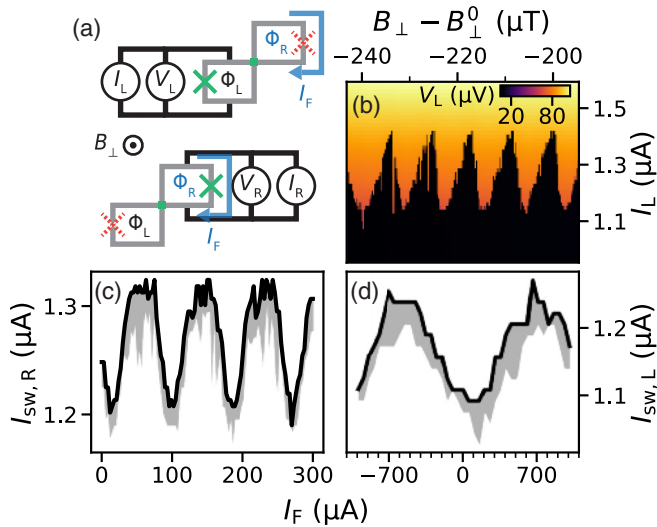 (a)
Φ_R
I_L
V_L
Φ_L
I_F
B_⊥
Φ_R
V_R
I_R
Φ_L
I_F
B_⊥ − B_⊥^0 (µT)
−240 −220 −200
(b)
V_L (µV)
20 80
1.5
1.3
1.1
I_L (µA)
(c)
1.3
1.2
I_sw, R (µA)
0 100 200 300
(d)
1.2
1.1
I_sw, L (µA)
−700 0 700
I_F (µA)